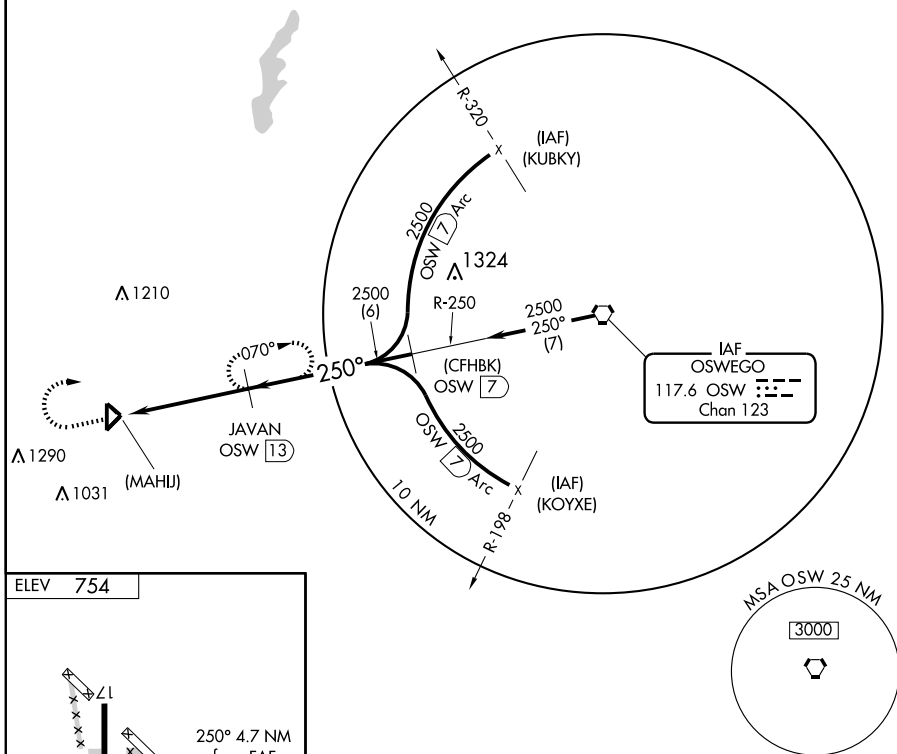 R-320
(IAF)
(KUBKY)
2500
OSW 7 Arc
1324
1210
2500
(6)
R-250
2500
250°
(7)
070°
250°
(CFHBK)
OSW 7
IAF
OSWEGO
117.6 OSW
Chan 123
JAVAN
OSW 13
2500
OSW 7 Arc
1290
(MAHIJ)
1031
(IAF)
(KOYXE)
10 NM
R-198
ELEV 754
MSA OSW 25 NM
3000
17
250° 4.7 NM